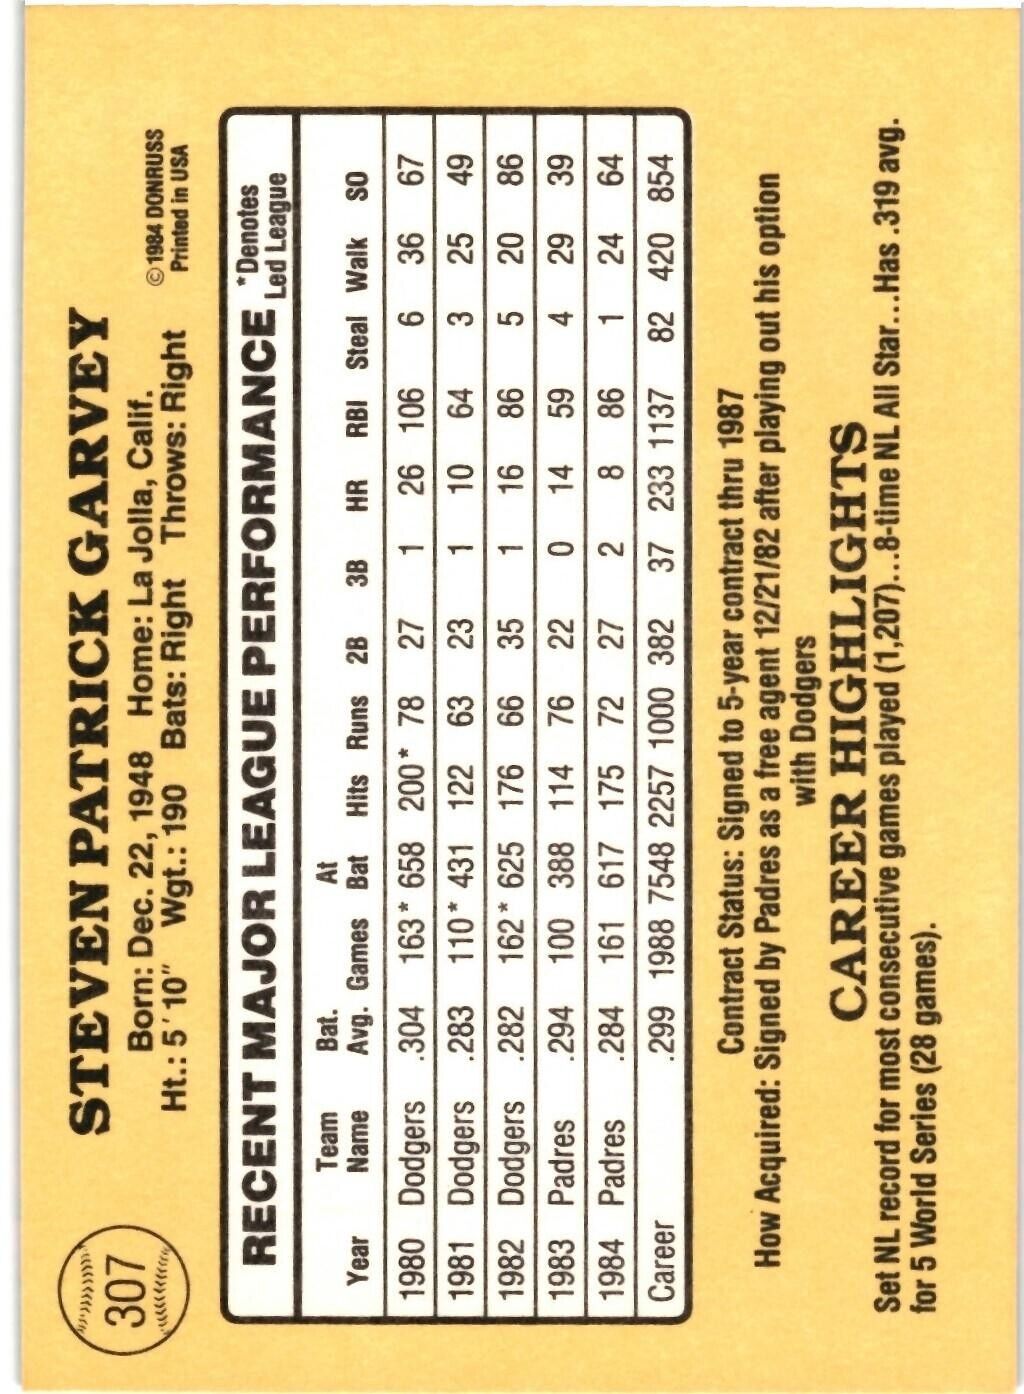 307
STEVEN PATRICK GARVEY
©1984 DONRUSS
Born: Dec. 22, 1948 Home: La Jolla, Calif.
Printed in USA
Ht.: 5'10" Wgt.: 190 Bats: Right Throws: Right
RECENT MAJOR LEAGUE PERFORMANCE *Denotes
Led League
Year Team Name Bat. Avg. Games At Bat Hits Runs 2B 3B HR RBI Steal Walk SO
1980 Dodgers .304 163* 658 200* 78 27 1 26 106 6 36 67
1981 Dodgers .283 110* 431 122 63 23 1 10 64 3 25 49
1982 Dodgers .282 162* 625 176 66 35 1 16 86 5 20 86
1983 Padres .294 100 388 114 76 22 0 14 59 4 29 39
1984 Padres .284 161 617 175 72 27 2 8 86 1 24 64
Career .299 1988 7548 2257 1000 382 37 233 1137 82 420 854
Contract Status: Signed to 5-year contract thru 1987
How Acquired: Signed by Padres as a free agent 12/21/82 after playing out his option
with Dodgers
CAREER HIGHLIGHTS
Set NL record for most consecutive games played (1,207)...8-time NL All Star...Has .319 avg.
for 5 World Series (28 games).